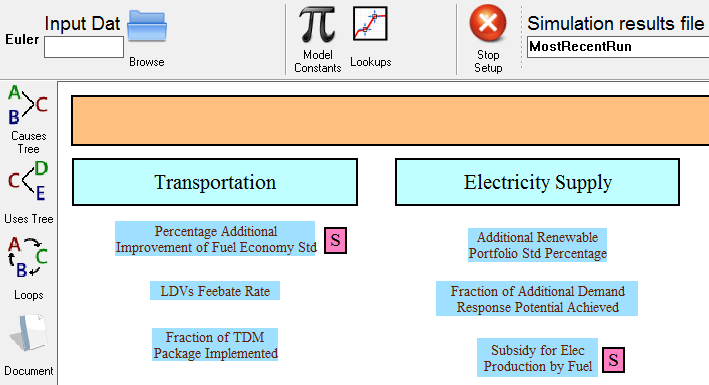 Euler
Input Dat
Browse
Model
Constants
Lookups
Stop
Setup
Simulation results file
MostRecentRun
A
B
C
Causes
Tree
C
D
E
Uses Tree
A
C
B
Loops
Document
Transportation
Electricity Supply
Percentage Additional
Improvement of Fuel Economy Std
S
LDVs Feebate Rate
Fraction of TDM
Package Implemented
Additional Renewable
Portfolio Std Percentage
Fraction of Additional Demand
Response Potential Achieved
Subsidy for Elec
Production by Fuel
S